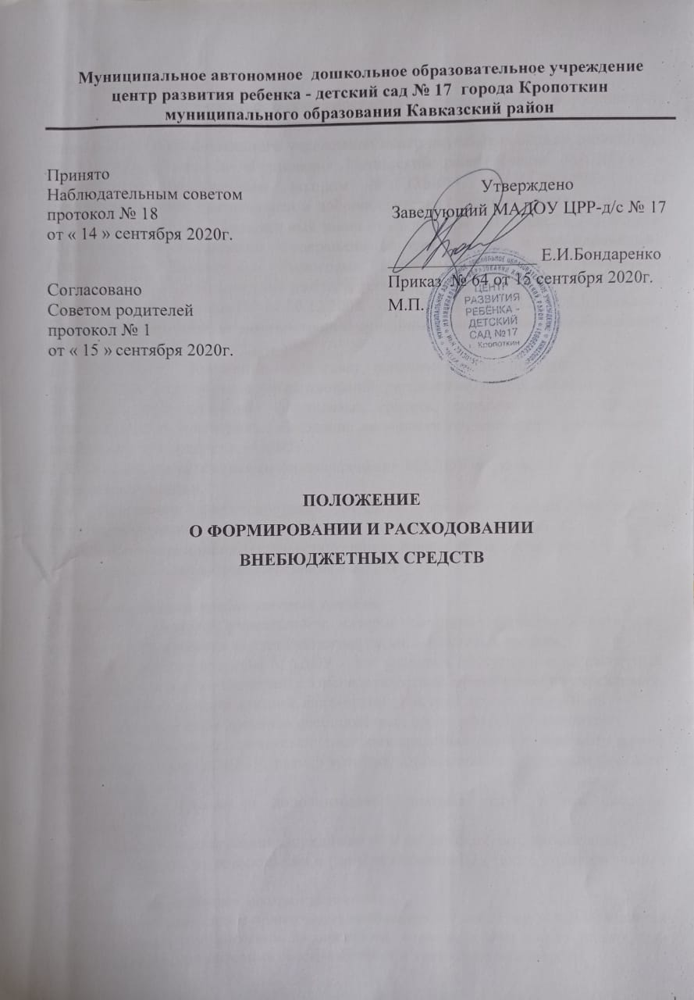 Муниципальное автономное дошкольное образовательное учреждение
центр развития ребенка - детский сад № 17 города Кропоткин
муниципального образования Кавказский район
Принято
Наблюдательным советом
протокол № 18
от « 14 » сентября 2020г.
Согласовано
Советом родителей
протокол № 1
от « 15 » сентября 2020г.
Утверждено
Заведующий МАДОУ ЦРР-д/с № 17
Е.И.Бондаренко
Приказ № 64 от 15 сентября 2020г.
М.П.
ЦЕНТР
РАЗВИТИЯ
РЕБЁНКА -
ДЕТСКИЙ
САД №17
г. Кропоткин
ПОЛОЖЕНИЕ
О ФОРМИРОВАНИИ И РАСХОДОВАНИИ
ВНЕБЮДЖЕТНЫХ СРЕДСТВ